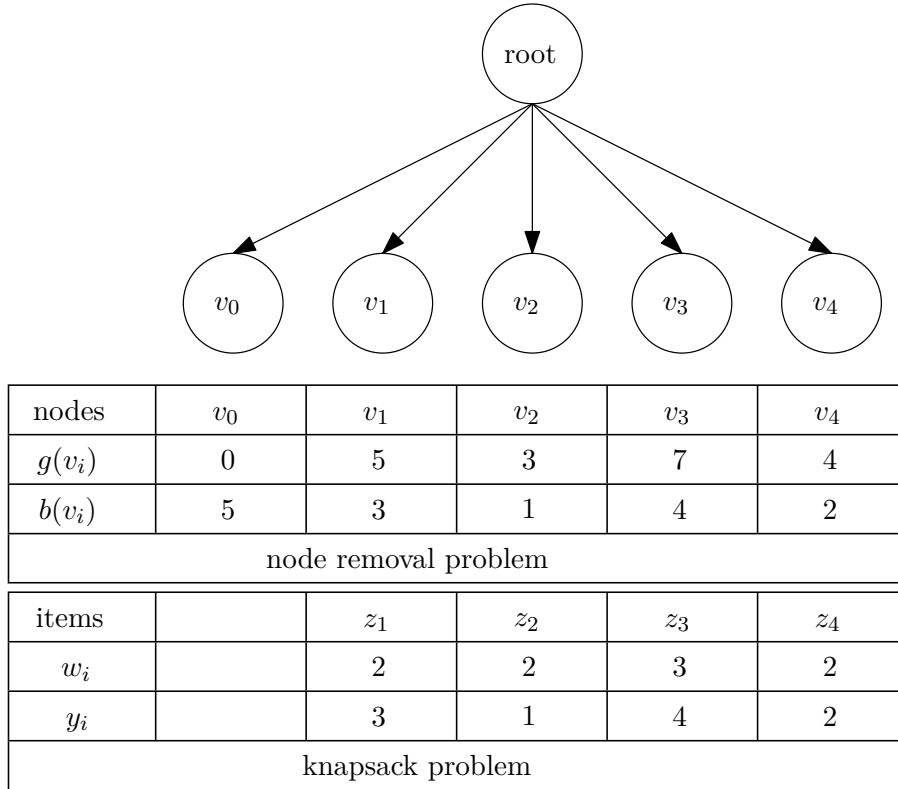 root
v₀ v₁ v₂ v₃ v₄
nodes v₀ v₁ v₂ v₃ v₄
g(vᵢ) 0 5 3 7 4
b(vᵢ) 5 3 1 4 2
node removal problem
items z₁ z₂ z₃ z₄
wᵢ 2 2 3 2
yᵢ 3 1 4 2
knapsack problem